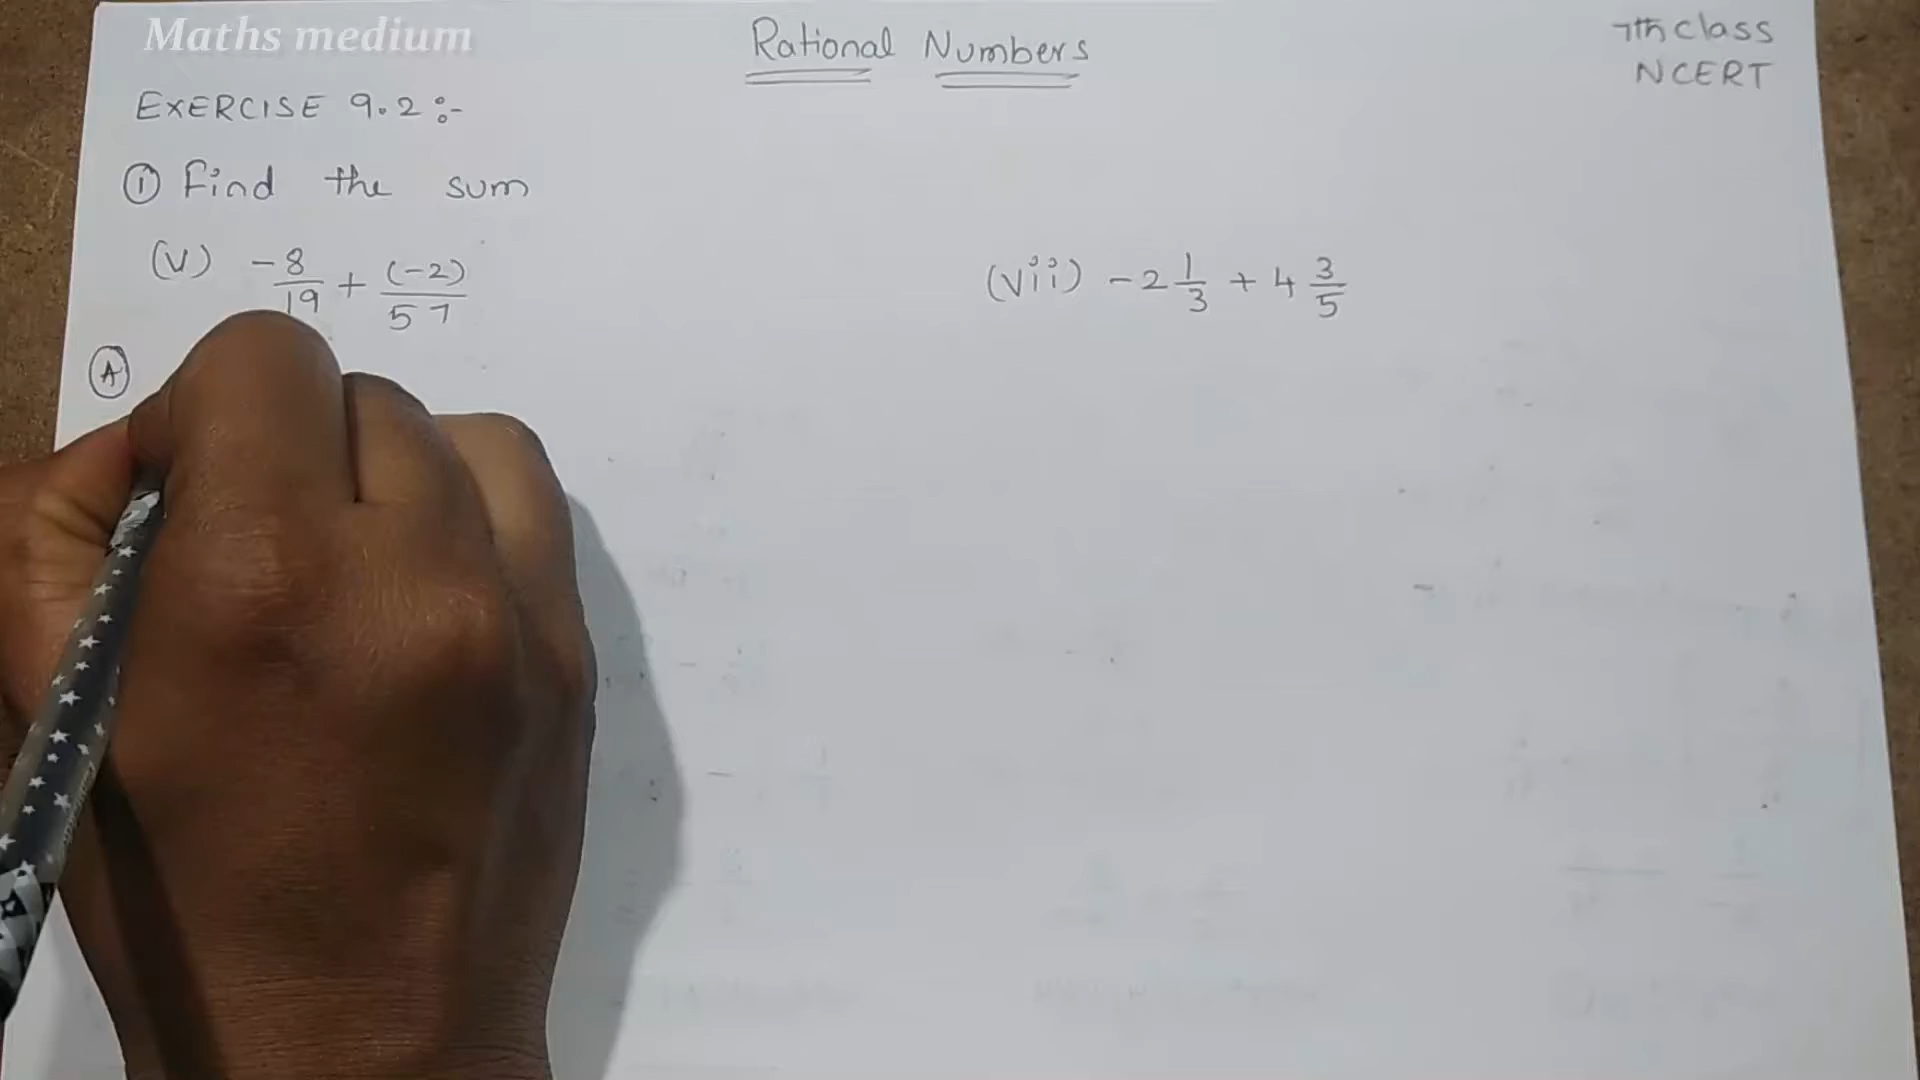 Maths medium
Rational Numbers
7th class
NCERT
EXERCISE 9.2 :-
① Find the sum
(V) -8/19 + (-2)/57
(vii) -2 1/3 + 4 3/5
Ⓐ